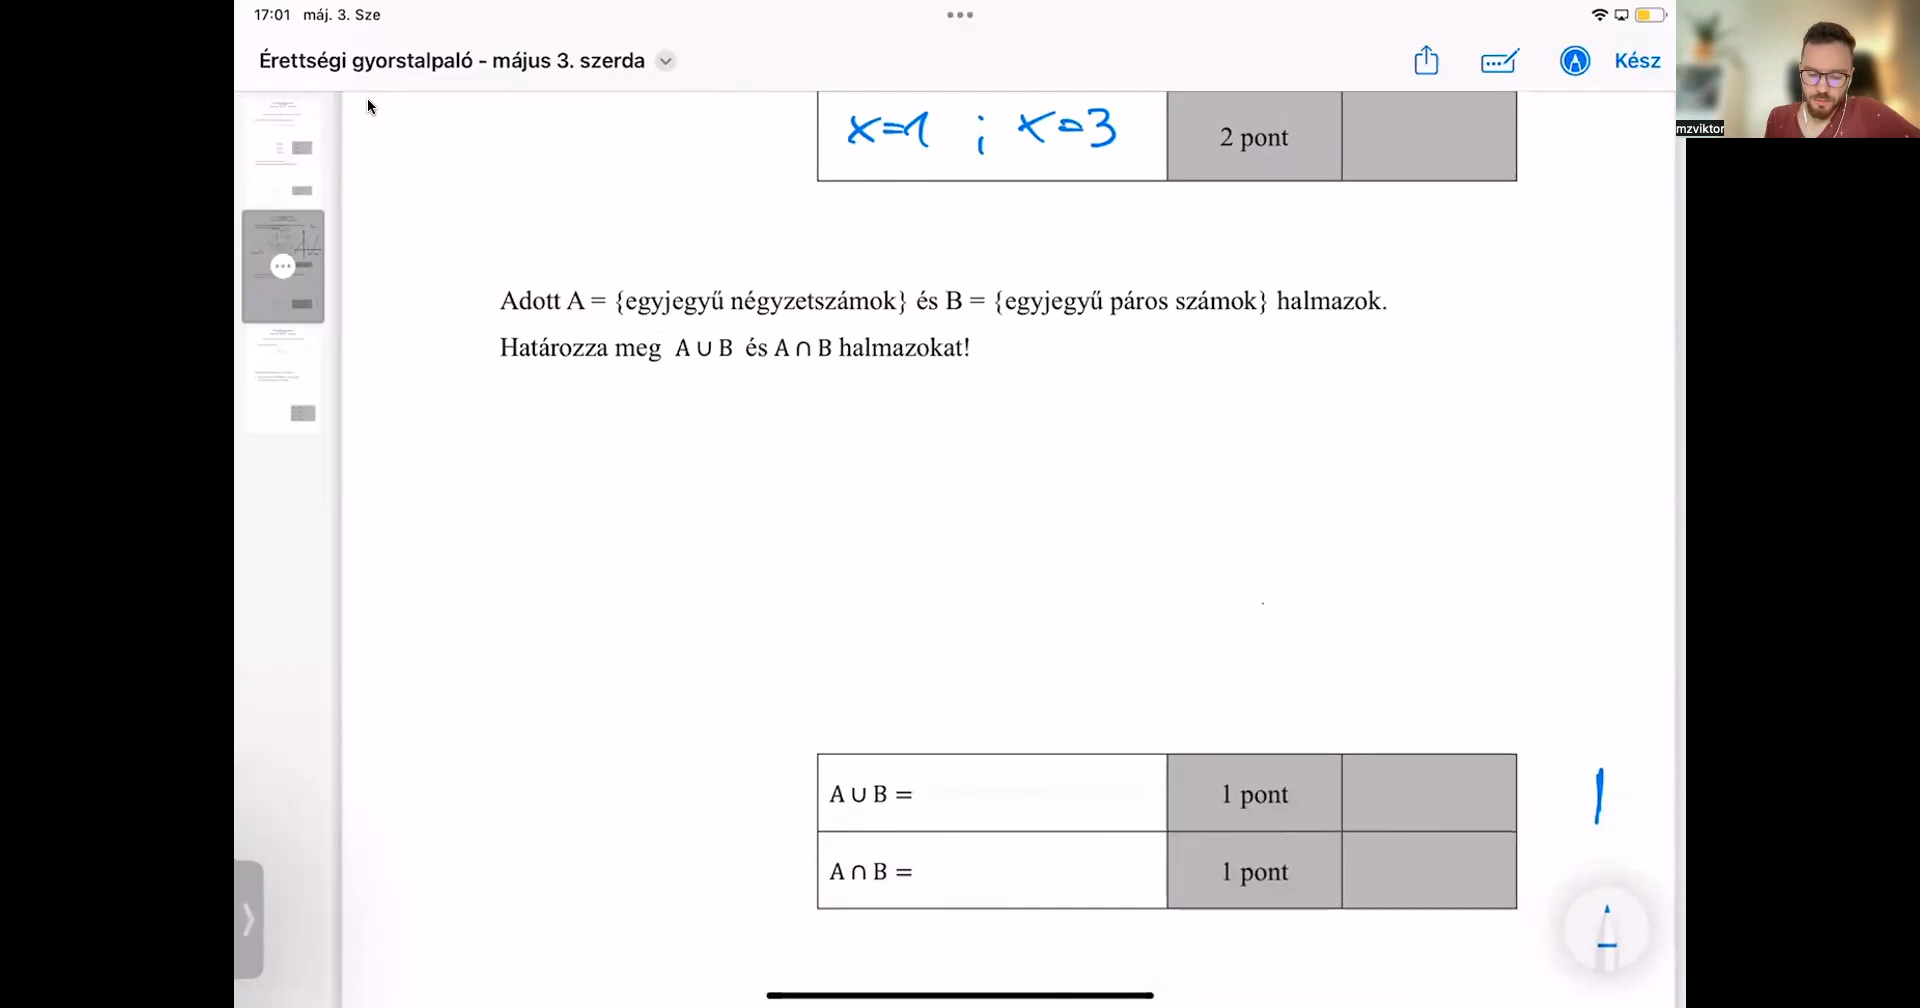 17:01 máj. 3. Sze
Érettségi gyorstalpaló - május 3. szerda
Kész
mzviktor
x=1 ; x=3
2 pont
Adott A = {egyjegyű négyzetszámok} és B = {egyjegyű páros számok} halmazok.
Határozza meg A ∪ B és A ∩ B halmazokat!
A ∪ B =
1 pont
A ∩ B =
1 pont